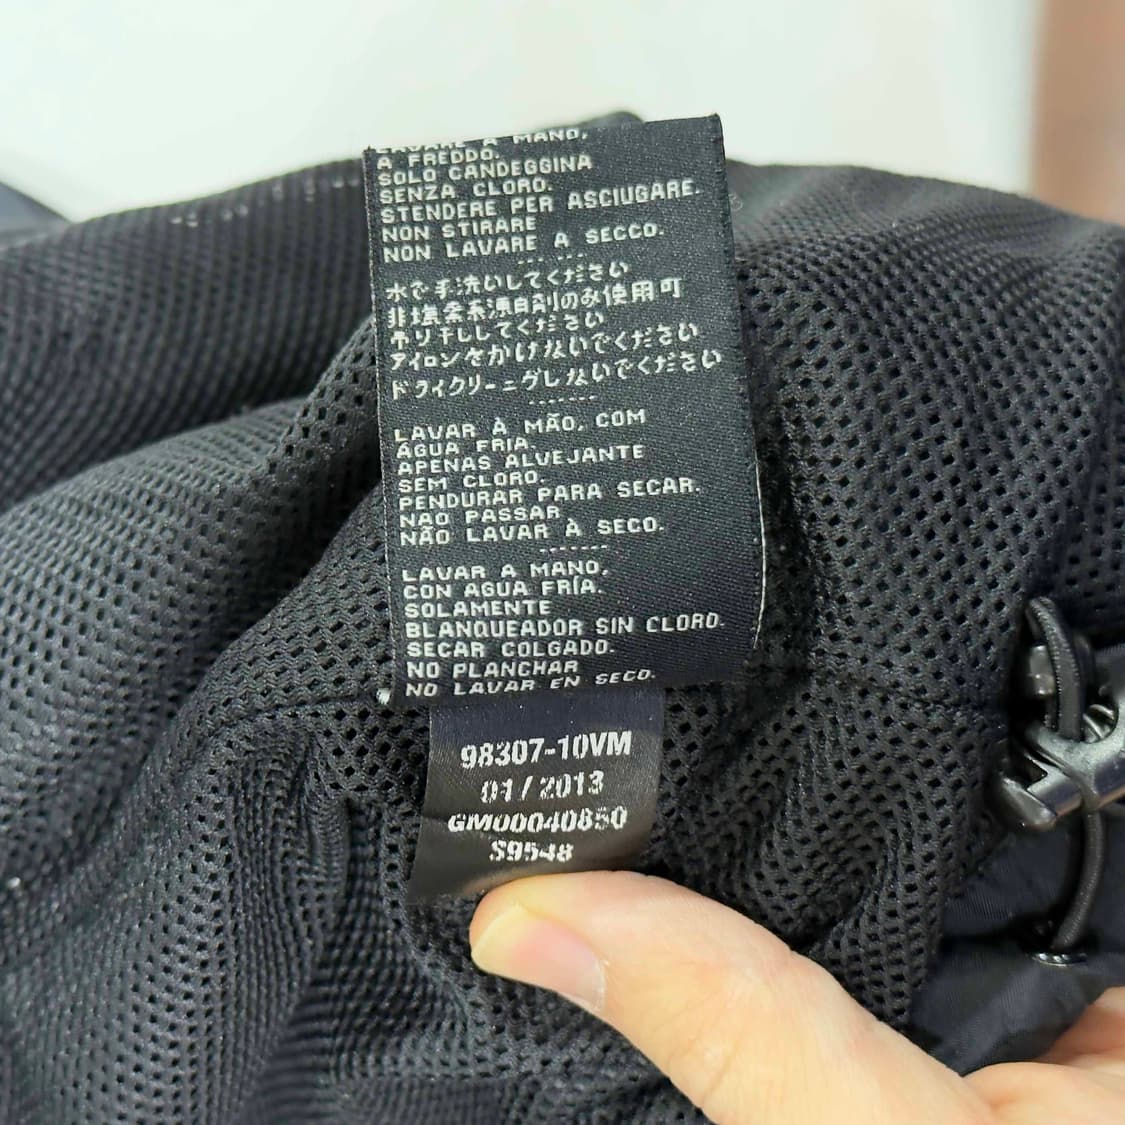 LAVARE A MANO,
A FREDDO.
SOLO CANDEGGINA
SENZA CLORO.
STENDERE PER ASCIUGARE.
NON STIRARE
NON LAVARE A SECCO.
-------
水で手洗いしてください
非塩素系漂白剤のみ使用可
吊り干ししてください
アイロンをかけないでください
ドライクリーニグしないでください
-------
LAVAR À MÃO, COM
ÁGUA FRIA.
APENAS ALVEJANTE
SEM CLORO.
PENDURAR PARA SECAR.
NAO PASSAR
NÃO LAVAR À SECO.
-------
LAVAR A MANO,
CON AGUA FRÍA.
SOLAMENTE
BLANQUEADOR SIN CLORO.
SECAR COLGADO.
NO PLANCHAR
NO LAVAR EN SECO.
98307-10VM
01/2013
GM00040850
S9548